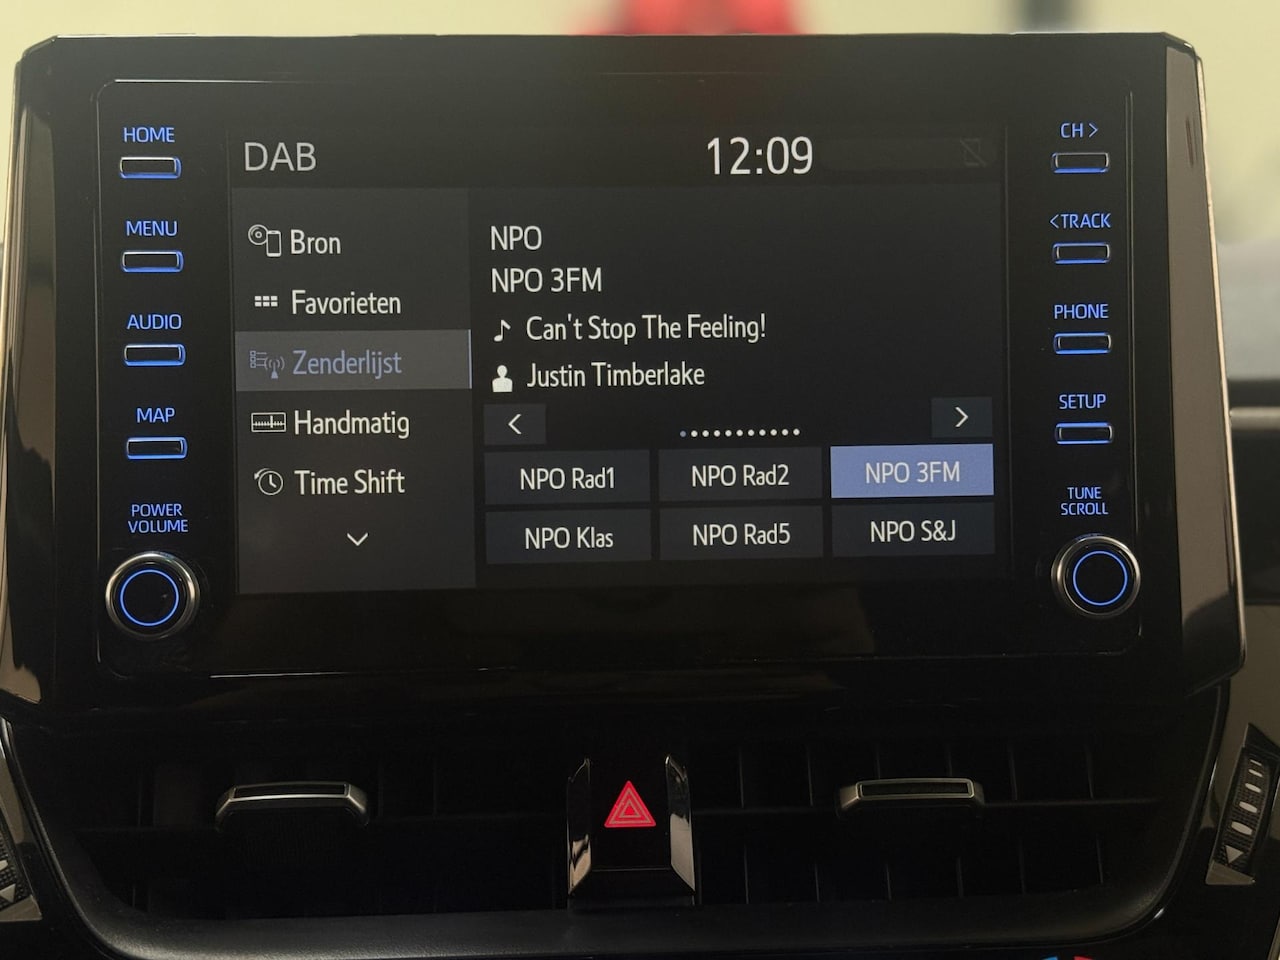 HOME
MENU
AUDIO
MAP
POWER
VOLUME
DAB
12:09
Bron
Favorieten
Zenderlijst
Handmatig
Time Shift
NPO
NPO 3FM
Can't Stop The Feeling!
Justin Timberlake
NPO Rad1
NPO Rad2
NPO 3FM
NPO Klas
NPO Rad5
NPO S&J
CH >
<TRACK
PHONE
SETUP
TUNE
SCROLL